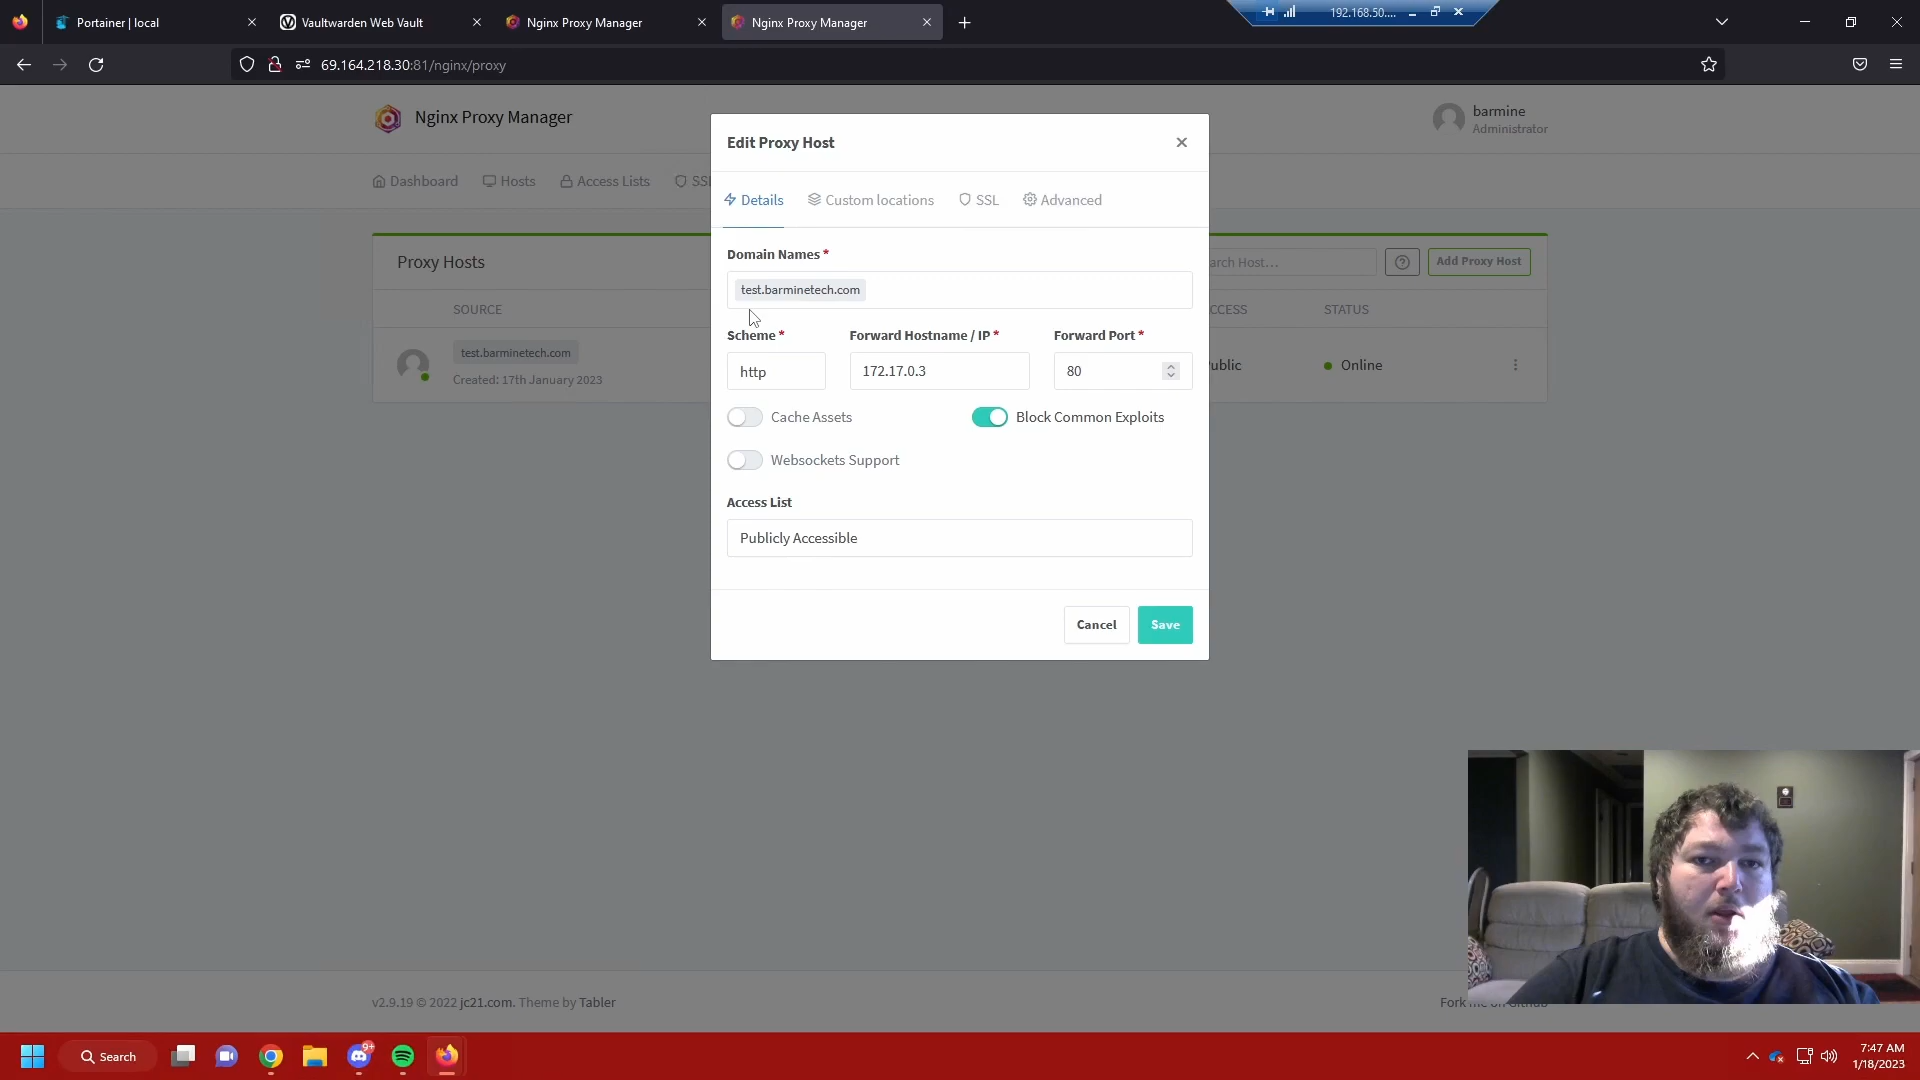 Portainer | local
Vaultwarden Web Vault
Nginx Proxy Manager
Nginx Proxy Manager
192.168.50....
69.164.218.30:81/nginx/proxy
Nginx Proxy Manager
barmine
Administrator
Dashboard
Hosts
Access Lists
Edit Proxy Host
Details
Custom locations
SSL
Advanced
Proxy Hosts
Add Proxy Host
SOURCE
STATUS
test.barminetech.com
Created: 17th January 2023
Online
Domain Names *
test.barminetech.com
Scheme *
Forward Hostname / IP *
Forward Port *
http
172.17.0.3
80
Cache Assets
Block Common Exploits
Websockets Support
Access List
Publicly Accessible
Cancel
Save
v2.9.19 © 2022 jc21.com. Theme by Tabler
Fork me on Github
Search
9+
7:47 AM
1/18/2023